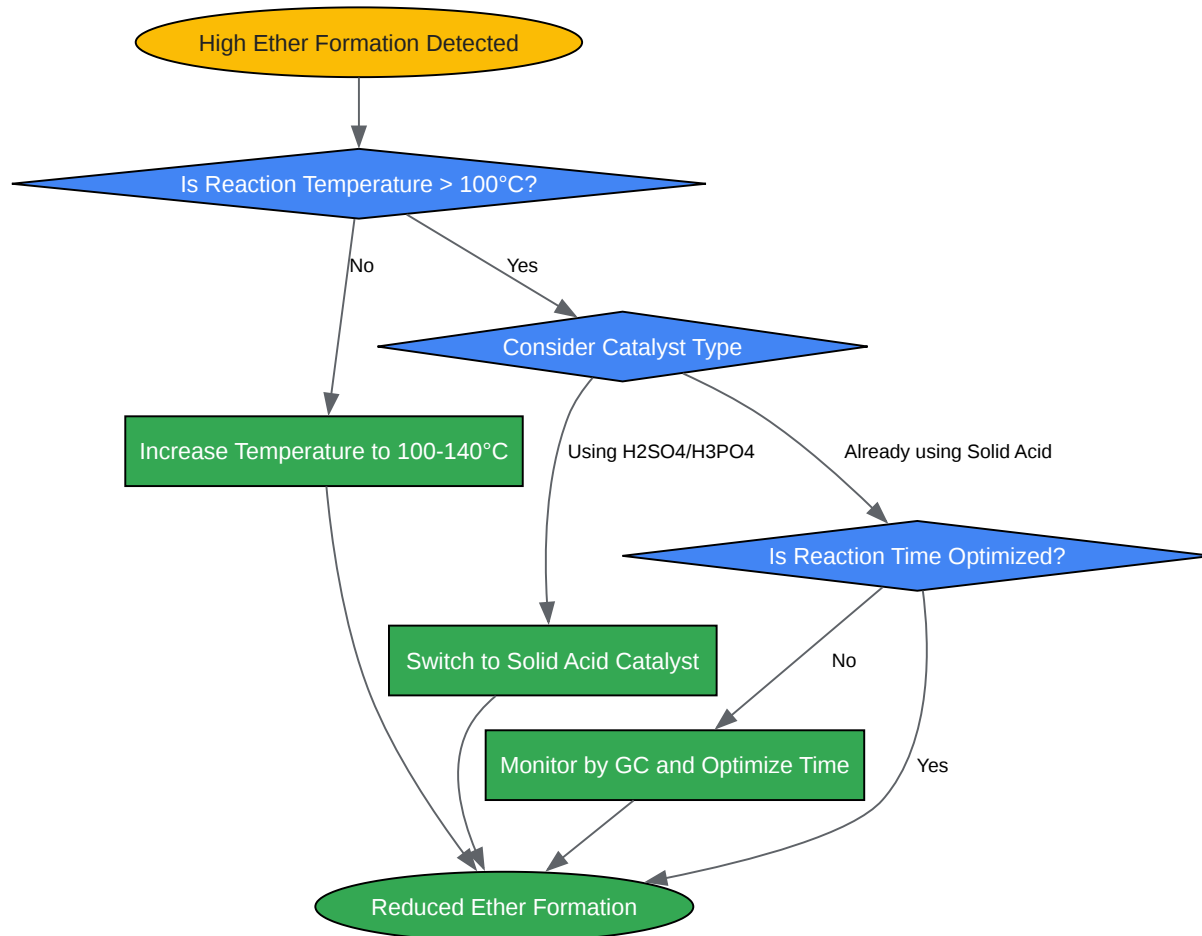 High Ether Formation Detected
Is Reaction Temperature > 100°C?
No
Yes
Consider Catalyst Type
Increase Temperature to 100-140°C
Using H2SO4/H3PO4
Already using Solid Acid
Is Reaction Time Optimized?
Switch to Solid Acid Catalyst
No
Monitor by GC and Optimize Time
Yes
Reduced Ether Formation